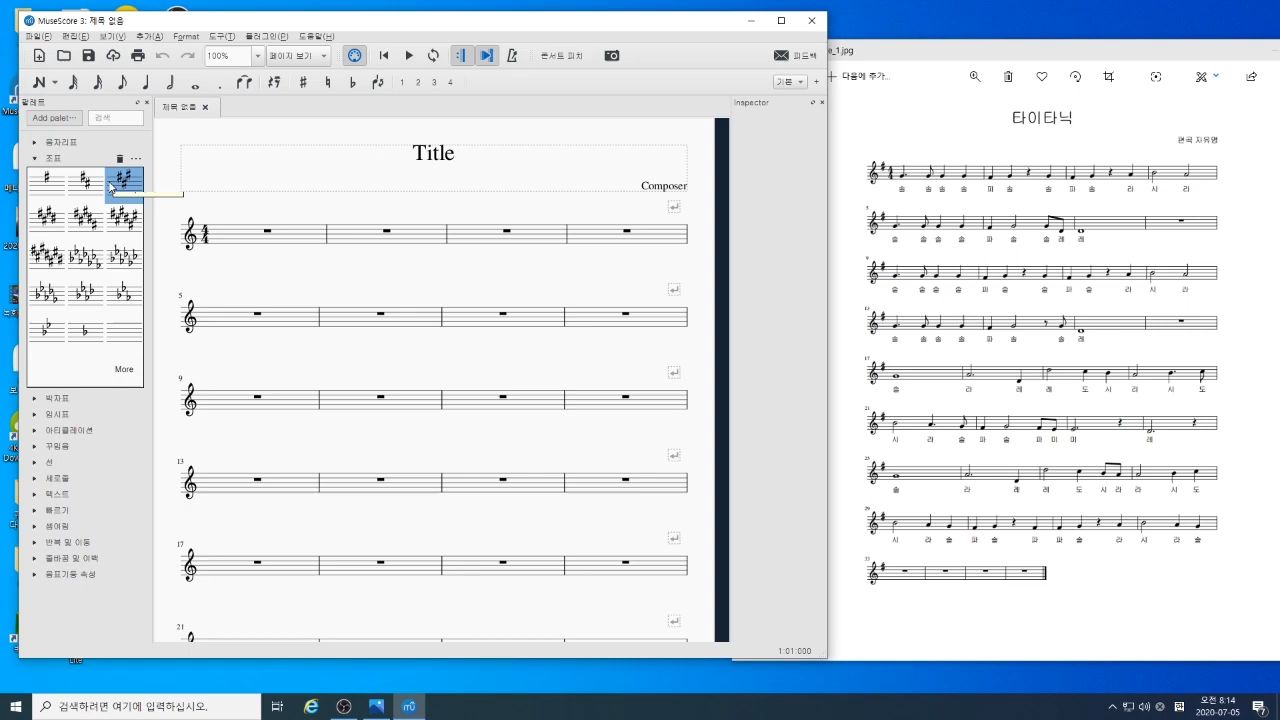 MuseScore 3: 제목 없음
파일(F) 편집(E) 보기(V) 추가(A) Format 도구(T) 플러그인(P) 도움말(H)
100% 페이지 보기 콘서트 피치 피드백
1 2 3 4 기본 +
팔레트
Add palet… 검색
음자리표
조표
More
박자표
임시표
아티큘레이션
꾸밈음
선
세로줄
텍스트
빠르기
셈여림
반복 및 이동
줄바꿈 및 여백
음표기둥 속성
제목 없음
Title
Composer
5
9
13
17
21
Inspector
1:01:000
e_1.jpg
다음에 추가...
타이타닉
편곡 자유명
솔 솔 솔 솔 파 솔 솔 파 솔 라 시 라
5
솔 솔 솔 솔 파 솔 솔 레 레
9
솔 솔 솔 솔 파 솔 솔 파 솔 라 시 라
13
솔 솔 솔 솔 파 솔 솔 레
17
솔 라 레 레 도 시 라 시 도
21
시 라 솔 파 솔 파 미 미 레
25
솔 라 레 레 도 시 라 라 시 도
29
시 라 솔 파 솔 파 파 솔 라 시 라 솔
33
Lite
검색하려면 여기에 입력하십시오.
오전 8:14
2020-07-05